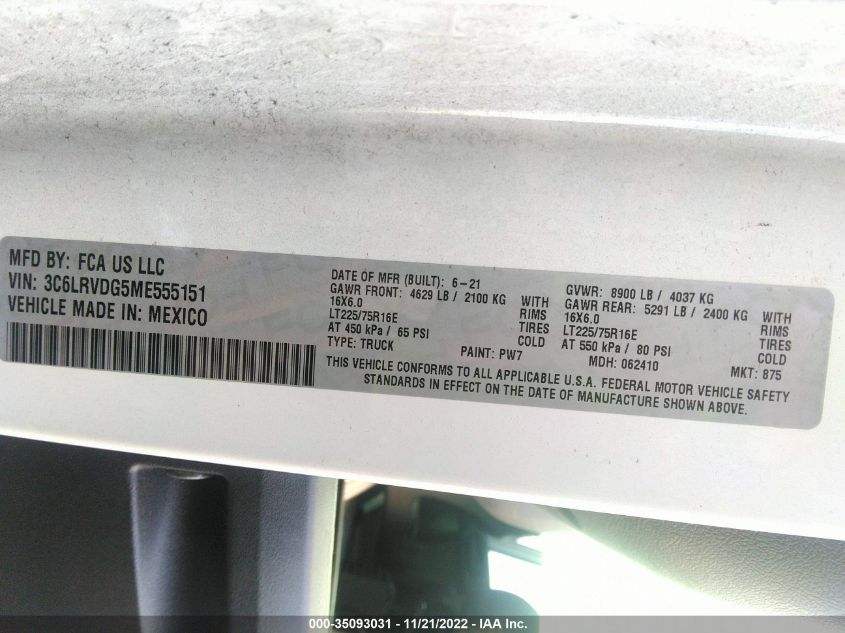 MFD BY: FCA US LLC
VIN: 3C6LRVDG5ME555151
VEHICLE MADE IN: MEXICO
DATE OF MFR (BUILT): 6-21
GAWR FRONT: 4629 LB / 2100 KG WITH
16X6.0 RIMS
LT225/75R16E TIRES
AT 450 kPa / 65 PSI COLD
TYPE: TRUCK PAINT: PW7
GVWR: 8900 LB / 4037 KG
GAWR REAR: 5291 LB / 2400 KG WITH
16X6.0 RIMS
LT225/75R16E TIRES
AT 550 kPa / 80 PSI COLD
MDH: 062410 MKT: 875
THIS VEHICLE CONFORMS TO ALL APPLICABLE U.S.A. FEDERAL MOTOR VEHICLE SAFETY
STANDARDS IN EFFECT ON THE DATE OF MANUFACTURE SHOWN ABOVE.
000-35093031 - 11/21/2022 - IAA Inc.